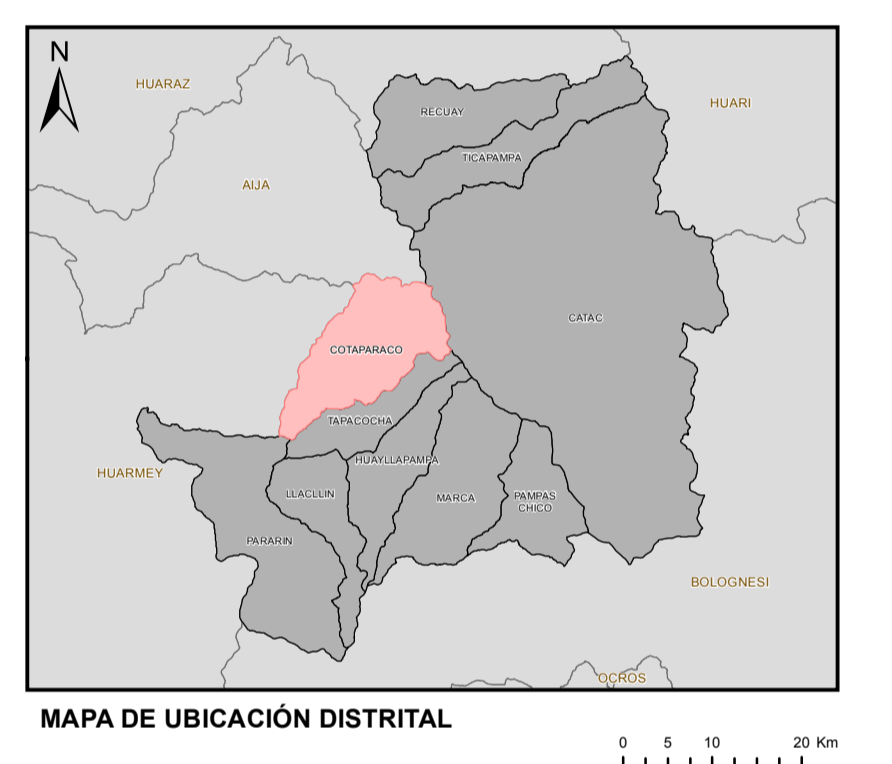 N
HUARAZ
HUARI
RECUAY
TICAPAMPA
AIJA
CATAC
COTAPARACO
TAPACOCHA
HUAYLLAPAMPA
HUARMEY
LLACLLIN
MARCA
PAMPAS
CHICO
PARARIN
BOLOGNESI
OCROS
MAPA DE UBICACIÓN DISTRITAL
0 5 10 20 Km